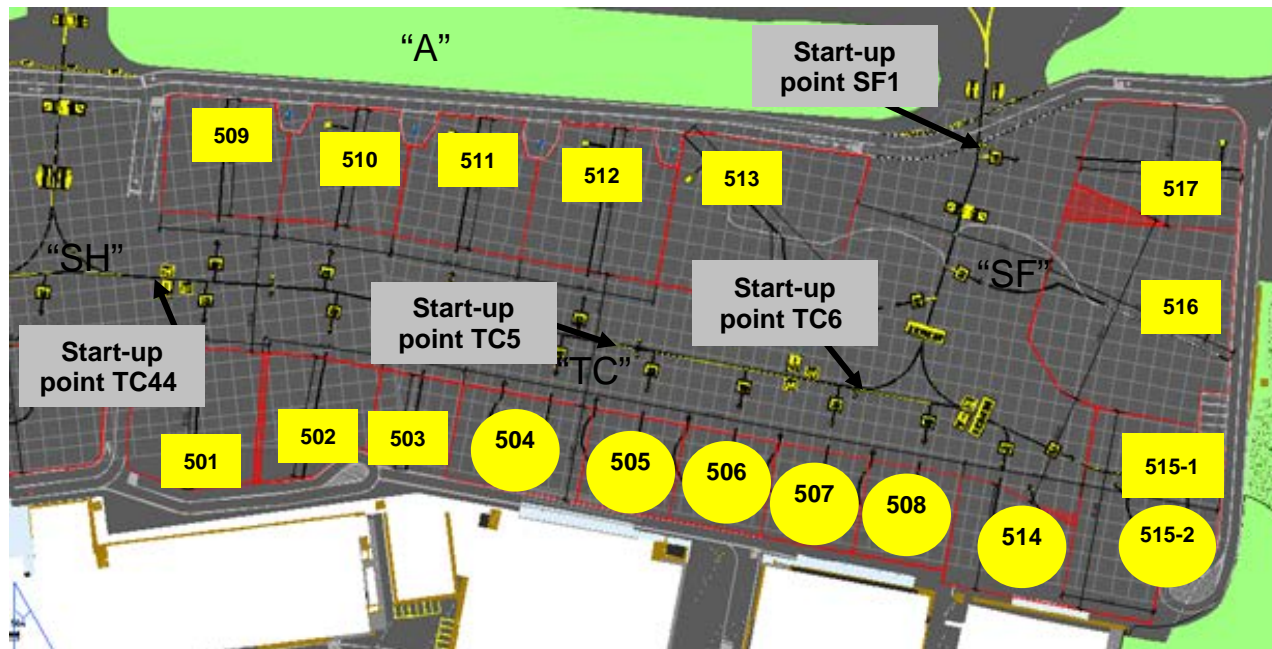 “A”
Start-up
point SF1
509
510
511
512
513
517
“SH”
“SF”
516
Start-up
point TC44
Start-up
point TC5
Start-up
point TC6
“TC”
501
502
503
504
505
506
507
508
514
515-1
515-2